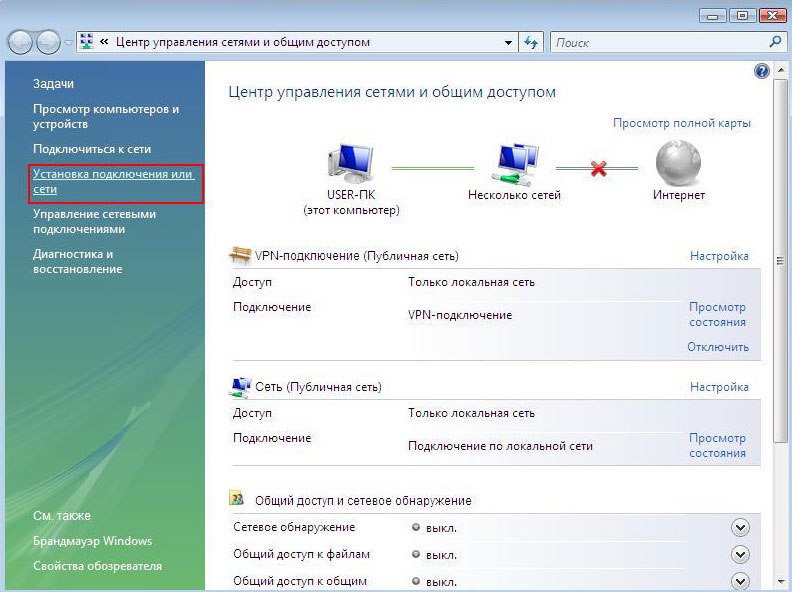 « Центр управления сетями и общим доступом
Поиск
Задачи
Просмотр компьютеров и
устройств
Подключиться к сети
Установка подключения или
сети
Управление сетевыми
подключениями
Диагностика и
восстановление
См. также
Брандмауэр Windows
Свойства обозревателя
Центр управления сетями и общим доступом
Просмотр полной карты
USER-ПК
(этот компьютер)
Несколько сетей
Интернет
VPN-подключение (Публичная сеть)
Настройка
Доступ
Только локальная сеть
Подключение
VPN-подключение
Просмотр
состояния
Отключить
Сеть (Публичная сеть)
Настройка
Доступ
Только локальная сеть
Подключение
Подключение по локальной сети
Просмотр
состояния
Общий доступ и сетевое обнаружение
Сетевое обнаружение
выкл.
Общий доступ к файлам
выкл.
Общий доступ к общим
выкл.